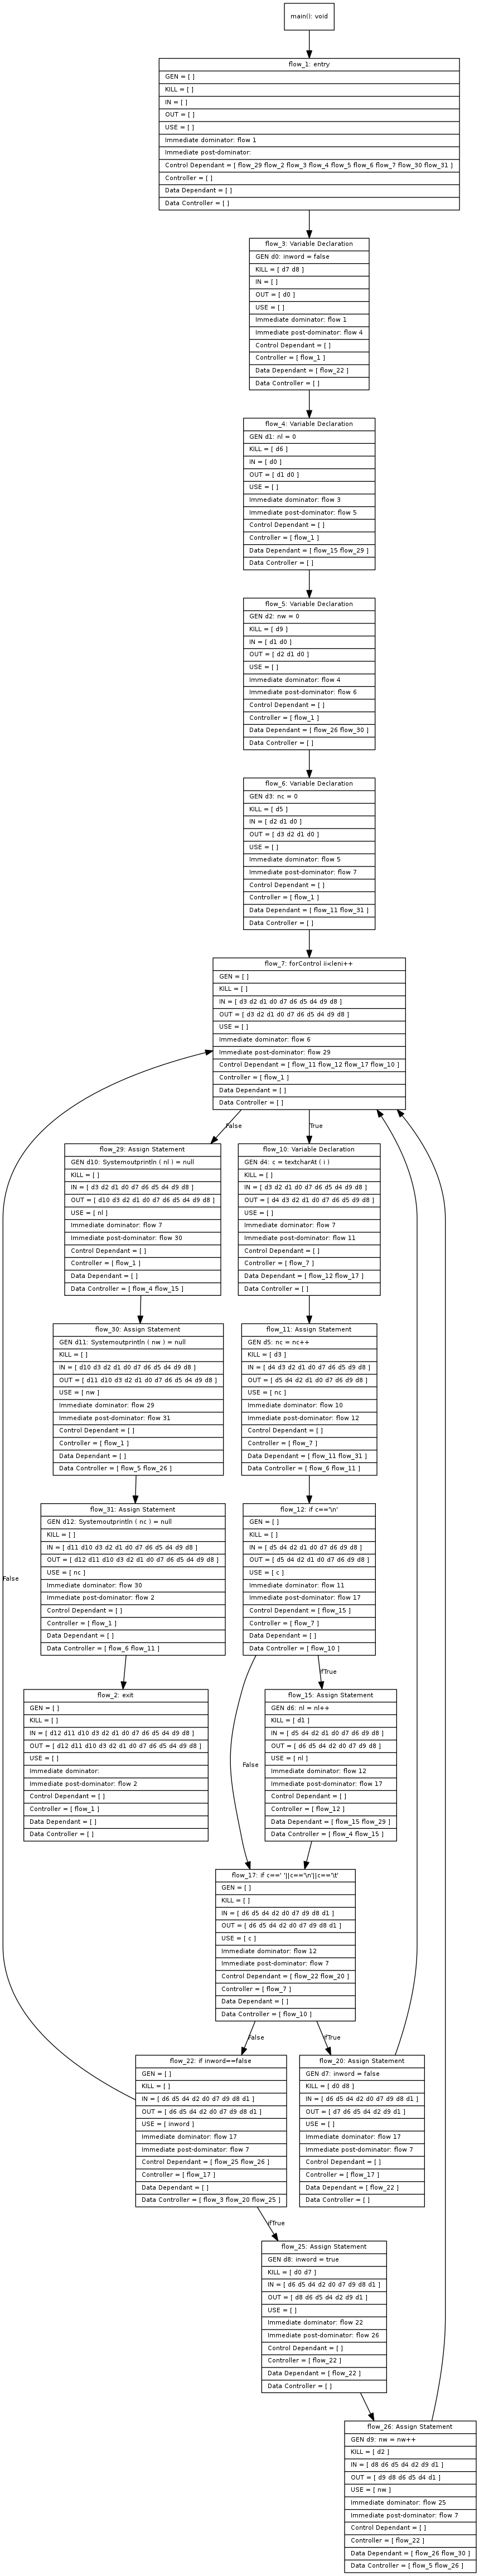 main(): void
flow_1: entry
GEN = [ ]
KILL = [ ]
IN = [ ]
OUT = [ ]
USE = [ ]
Immediate dominator: flow 1
Immediate post-dominator:
Control Dependant = [ flow_29 flow_2 flow_3 flow_4 flow_5 flow_6 flow_7 flow_30 flow_31 ]
Controller = [ ]
Data Dependant = [ ]
Data Controller = [ ]
flow_3: Variable Declaration
GEN d0: inword = false
KILL = [ d7 d8 ]
IN = [ ]
OUT = [ d0 ]
USE = [ ]
Immediate dominator: flow 1
Immediate post-dominator: flow 4
Control Dependant = [ ]
Controller = [ flow_1 ]
Data Dependant = [ flow_22 ]
Data Controller = [ ]
flow_4: Variable Declaration
GEN d1: nl = 0
KILL = [ d6 ]
IN = [ d0 ]
OUT = [ d1 d0 ]
USE = [ ]
Immediate dominator: flow 3
Immediate post-dominator: flow 5
Control Dependant = [ ]
Controller = [ flow_1 ]
Data Dependant = [ flow_15 flow_29 ]
Data Controller = [ ]
flow_5: Variable Declaration
GEN d2: nw = 0
KILL = [ d9 ]
IN = [ d1 d0 ]
OUT = [ d2 d1 d0 ]
USE = [ ]
Immediate dominator: flow 4
Immediate post-dominator: flow 6
Control Dependant = [ ]
Controller = [ flow_1 ]
Data Dependant = [ flow_26 flow_30 ]
Data Controller = [ ]
flow_6: Variable Declaration
GEN d3: nc = 0
KILL = [ d5 ]
IN = [ d2 d1 d0 ]
OUT = [ d3 d2 d1 d0 ]
USE = [ ]
Immediate dominator: flow 5
Immediate post-dominator: flow 7
Control Dependant = [ ]
Controller = [ flow_1 ]
Data Dependant = [ flow_11 flow_31 ]
Data Controller = [ ]
flow_7: forControl ii<leni++
GEN = [ ]
KILL = [ ]
IN = [ d3 d2 d1 d0 d7 d6 d5 d4 d9 d8 ]
OUT = [ d3 d2 d1 d0 d7 d6 d5 d4 d9 d8 ]
USE = [ ]
Immediate dominator: flow 6
Immediate post-dominator: flow 29
Control Dependant = [ flow_11 flow_12 flow_17 flow_10 ]
Controller = [ flow_1 ]
Data Dependant = [ ]
Data Controller = [ ]
False
True
flow_29: Assign Statement
GEN d10: Systemoutprintln ( nl ) = null
KILL = [ ]
IN = [ d3 d2 d1 d0 d7 d6 d5 d4 d9 d8 ]
OUT = [ d10 d3 d2 d1 d0 d7 d6 d5 d4 d9 d8 ]
USE = [ nl ]
Immediate dominator: flow 7
Immediate post-dominator: flow 30
Control Dependant = [ ]
Controller = [ flow_1 ]
Data Dependant = [ ]
Data Controller = [ flow_4 flow_15 ]
flow_10: Variable Declaration
GEN d4: c = textcharAt ( i )
KILL = [ ]
IN = [ d3 d2 d1 d0 d7 d6 d5 d4 d9 d8 ]
OUT = [ d4 d3 d2 d1 d0 d7 d6 d5 d9 d8 ]
USE = [ ]
Immediate dominator: flow 7
Immediate post-dominator: flow 11
Control Dependant = [ ]
Controller = [ flow_7 ]
Data Dependant = [ flow_12 flow_17 ]
Data Controller = [ ]
flow_30: Assign Statement
GEN d11: Systemoutprintln ( nw ) = null
KILL = [ ]
IN = [ d10 d3 d2 d1 d0 d7 d6 d5 d4 d9 d8 ]
OUT = [ d11 d10 d3 d2 d1 d0 d7 d6 d5 d4 d9 d8 ]
USE = [ nw ]
Immediate dominator: flow 29
Immediate post-dominator: flow 31
Control Dependant = [ ]
Controller = [ flow_1 ]
Data Dependant = [ ]
Data Controller = [ flow_5 flow_26 ]
flow_11: Assign Statement
GEN d5: nc = nc++
KILL = [ d3 ]
IN = [ d4 d3 d2 d1 d0 d7 d6 d5 d9 d8 ]
OUT = [ d5 d4 d2 d1 d0 d7 d6 d9 d8 ]
USE = [ nc ]
Immediate dominator: flow 10
Immediate post-dominator: flow 12
Control Dependant = [ ]
Controller = [ flow_7 ]
Data Dependant = [ flow_11 flow_31 ]
Data Controller = [ flow_6 flow_11 ]
flow_31: Assign Statement
GEN d12: Systemoutprintln ( nc ) = null
KILL = [ ]
IN = [ d11 d10 d3 d2 d1 d0 d7 d6 d5 d4 d9 d8 ]
OUT = [ d12 d11 d10 d3 d2 d1 d0 d7 d6 d5 d4 d9 d8 ]
USE = [ nc ]
Immediate dominator: flow 30
Immediate post-dominator: flow 2
Control Dependant = [ ]
Controller = [ flow_1 ]
Data Dependant = [ ]
Data Controller = [ flow_6 flow_11 ]
flow_12: if c=='\n'
GEN = [ ]
KILL = [ ]
IN = [ d5 d4 d2 d1 d0 d7 d6 d9 d8 ]
OUT = [ d5 d4 d2 d1 d0 d7 d6 d9 d8 ]
USE = [ c ]
Immediate dominator: flow 11
Immediate post-dominator: flow 17
Control Dependant = [ flow_15 ]
Controller = [ flow_7 ]
Data Dependant = [ ]
Data Controller = [ flow_10 ]
False
ifTrue
flow_2: exit
GEN = [ ]
KILL = [ ]
IN = [ d12 d11 d10 d3 d2 d1 d0 d7 d6 d5 d4 d9 d8 ]
OUT = [ d12 d11 d10 d3 d2 d1 d0 d7 d6 d5 d4 d9 d8 ]
USE = [ ]
Immediate dominator:
Immediate post-dominator: flow 2
Control Dependant = [ ]
Controller = [ flow_1 ]
Data Dependant = [ ]
Data Controller = [ ]
flow_15: Assign Statement
GEN d6: nl = nl++
KILL = [ d1 ]
IN = [ d5 d4 d2 d1 d0 d7 d6 d9 d8 ]
OUT = [ d6 d5 d4 d2 d0 d7 d9 d8 ]
USE = [ nl ]
Immediate dominator: flow 12
Immediate post-dominator: flow 17
Control Dependant = [ ]
Controller = [ flow_12 ]
Data Dependant = [ flow_15 flow_29 ]
Data Controller = [ flow_4 flow_15 ]
False
flow_17: if c==' '||c=='\n'||c=='\t'
GEN = [ ]
KILL = [ ]
IN = [ d6 d5 d4 d2 d0 d7 d9 d8 d1 ]
OUT = [ d6 d5 d4 d2 d0 d7 d9 d8 d1 ]
USE = [ c ]
Immediate dominator: flow 12
Immediate post-dominator: flow 7
Control Dependant = [ flow_22 flow_20 ]
Controller = [ flow_7 ]
Data Dependant = [ ]
Data Controller = [ flow_10 ]
False
ifTrue
flow_22: if inword==false
GEN = [ ]
KILL = [ ]
IN = [ d6 d5 d4 d2 d0 d7 d9 d8 d1 ]
OUT = [ d6 d5 d4 d2 d0 d7 d9 d8 d1 ]
USE = [ inword ]
Immediate dominator: flow 17
Immediate post-dominator: flow 7
Control Dependant = [ flow_25 flow_26 ]
Controller = [ flow_17 ]
Data Dependant = [ ]
Data Controller = [ flow_3 flow_20 flow_25 ]
flow_20: Assign Statement
GEN d7: inword = false
KILL = [ d0 d8 ]
IN = [ d6 d5 d4 d2 d0 d7 d9 d8 d1 ]
OUT = [ d7 d6 d5 d4 d2 d9 d1 ]
USE = [ ]
Immediate dominator: flow 17
Immediate post-dominator: flow 7
Control Dependant = [ ]
Controller = [ flow_17 ]
Data Dependant = [ flow_22 ]
Data Controller = [ ]
ifTrue
flow_25: Assign Statement
GEN d8: inword = true
KILL = [ d0 d7 ]
IN = [ d6 d5 d4 d2 d0 d7 d9 d8 d1 ]
OUT = [ d8 d6 d5 d4 d2 d9 d1 ]
USE = [ ]
Immediate dominator: flow 22
Immediate post-dominator: flow 26
Control Dependant = [ ]
Controller = [ flow_22 ]
Data Dependant = [ flow_22 ]
Data Controller = [ ]
flow_26: Assign Statement
GEN d9: nw = nw++
KILL = [ d2 ]
IN = [ d8 d6 d5 d4 d2 d9 d1 ]
OUT = [ d9 d8 d6 d5 d4 d1 ]
USE = [ nw ]
Immediate dominator: flow 25
Immediate post-dominator: flow 7
Control Dependant = [ ]
Controller = [ flow_22 ]
Data Dependant = [ flow_26 flow_30 ]
Data Controller = [ flow_5 flow_26 ]